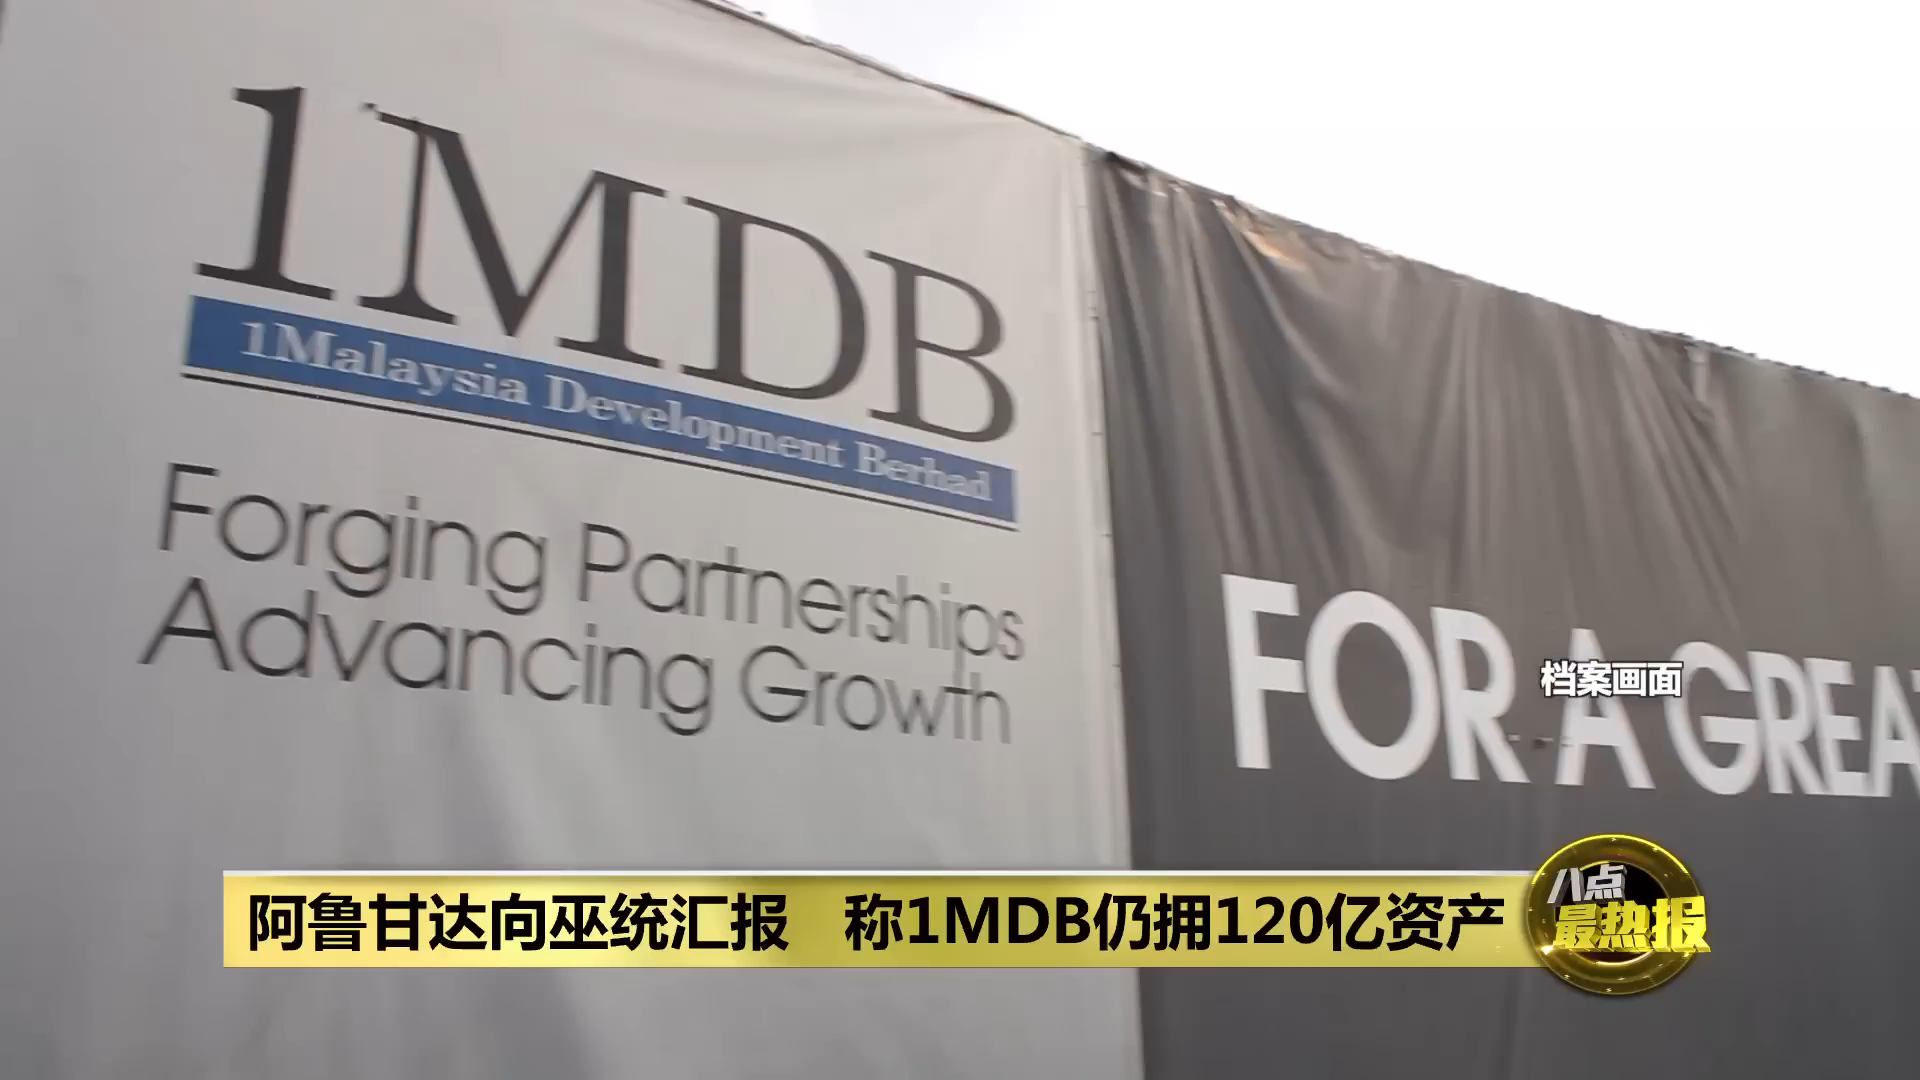 1MDB
1Malaysia Development Berhad
Forging Partnerships
Advancing Growth
FOR A GREA
档案画面
阿鲁甘达向巫统汇报 称1MDB仍拥120亿资产
八点
最热报